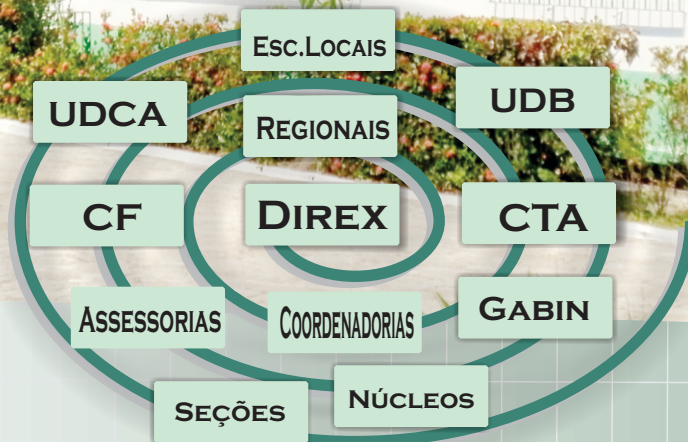 Esc.Locais
UDCA
UDB
Regionais
CF
Direx
CTA
Assessorias
Coordenadorias
Gabin
Seções
Núcleos